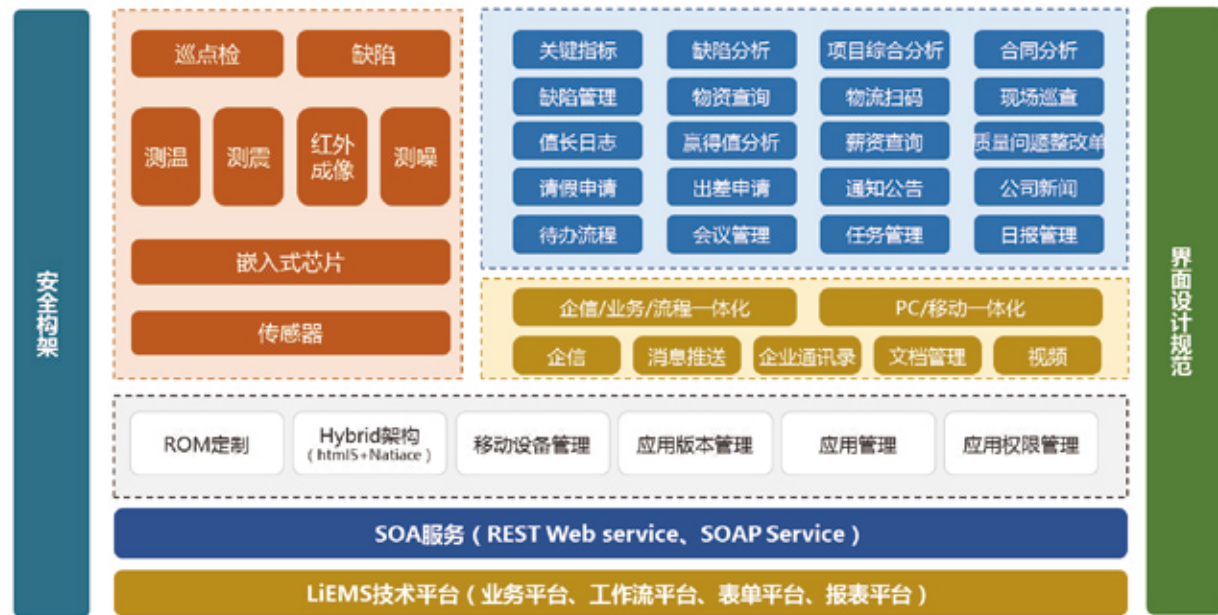 安全构架
巡点检
缺陷
测温
测震
红外
成像
测噪
嵌入式芯片
传感器
关键指标
缺陷分析
项目综合分析
合同分析
缺陷管理
物资查询
物流扫码
现场巡查
值长日志
赢得值分析
薪资查询
质量问题整改单
请假申请
出差申请
通知公告
公司新闻
待办流程
会议管理
任务管理
日报管理
企信/业务/流程一体化
PC/移动一体化
企信
消息推送
企业通讯录
文档管理
视频
ROM定制
Hybrid架构
(html5+Natiace)
移动设备管理
应用版本管理
应用管理
应用权限管理
SOA服务(REST Web service、SOAP Service)
LiEMS技术平台(业务平台、工作流平台、表单平台、报表平台)
界面设计规范